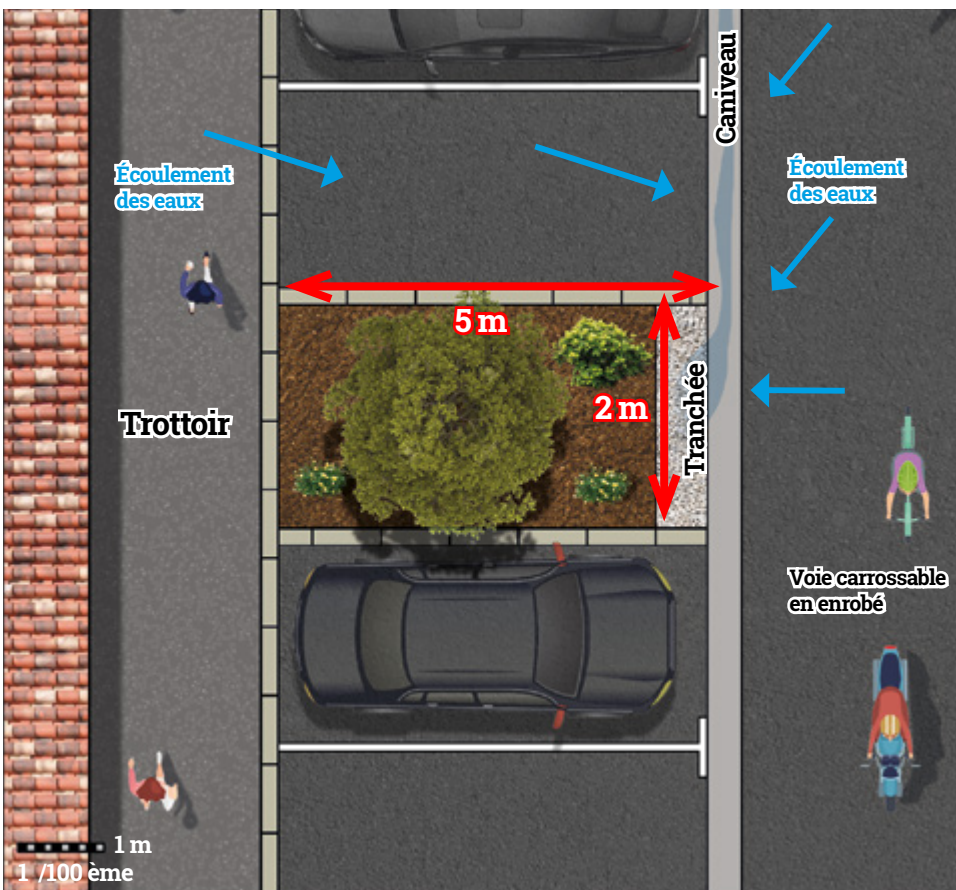 Caniveau
Écoulement
des eaux
Écoulement
des eaux
5 m
2 m
Tranchée
Trottoir
Voie carrossable
en enrobé
1 m
1 /100 ème